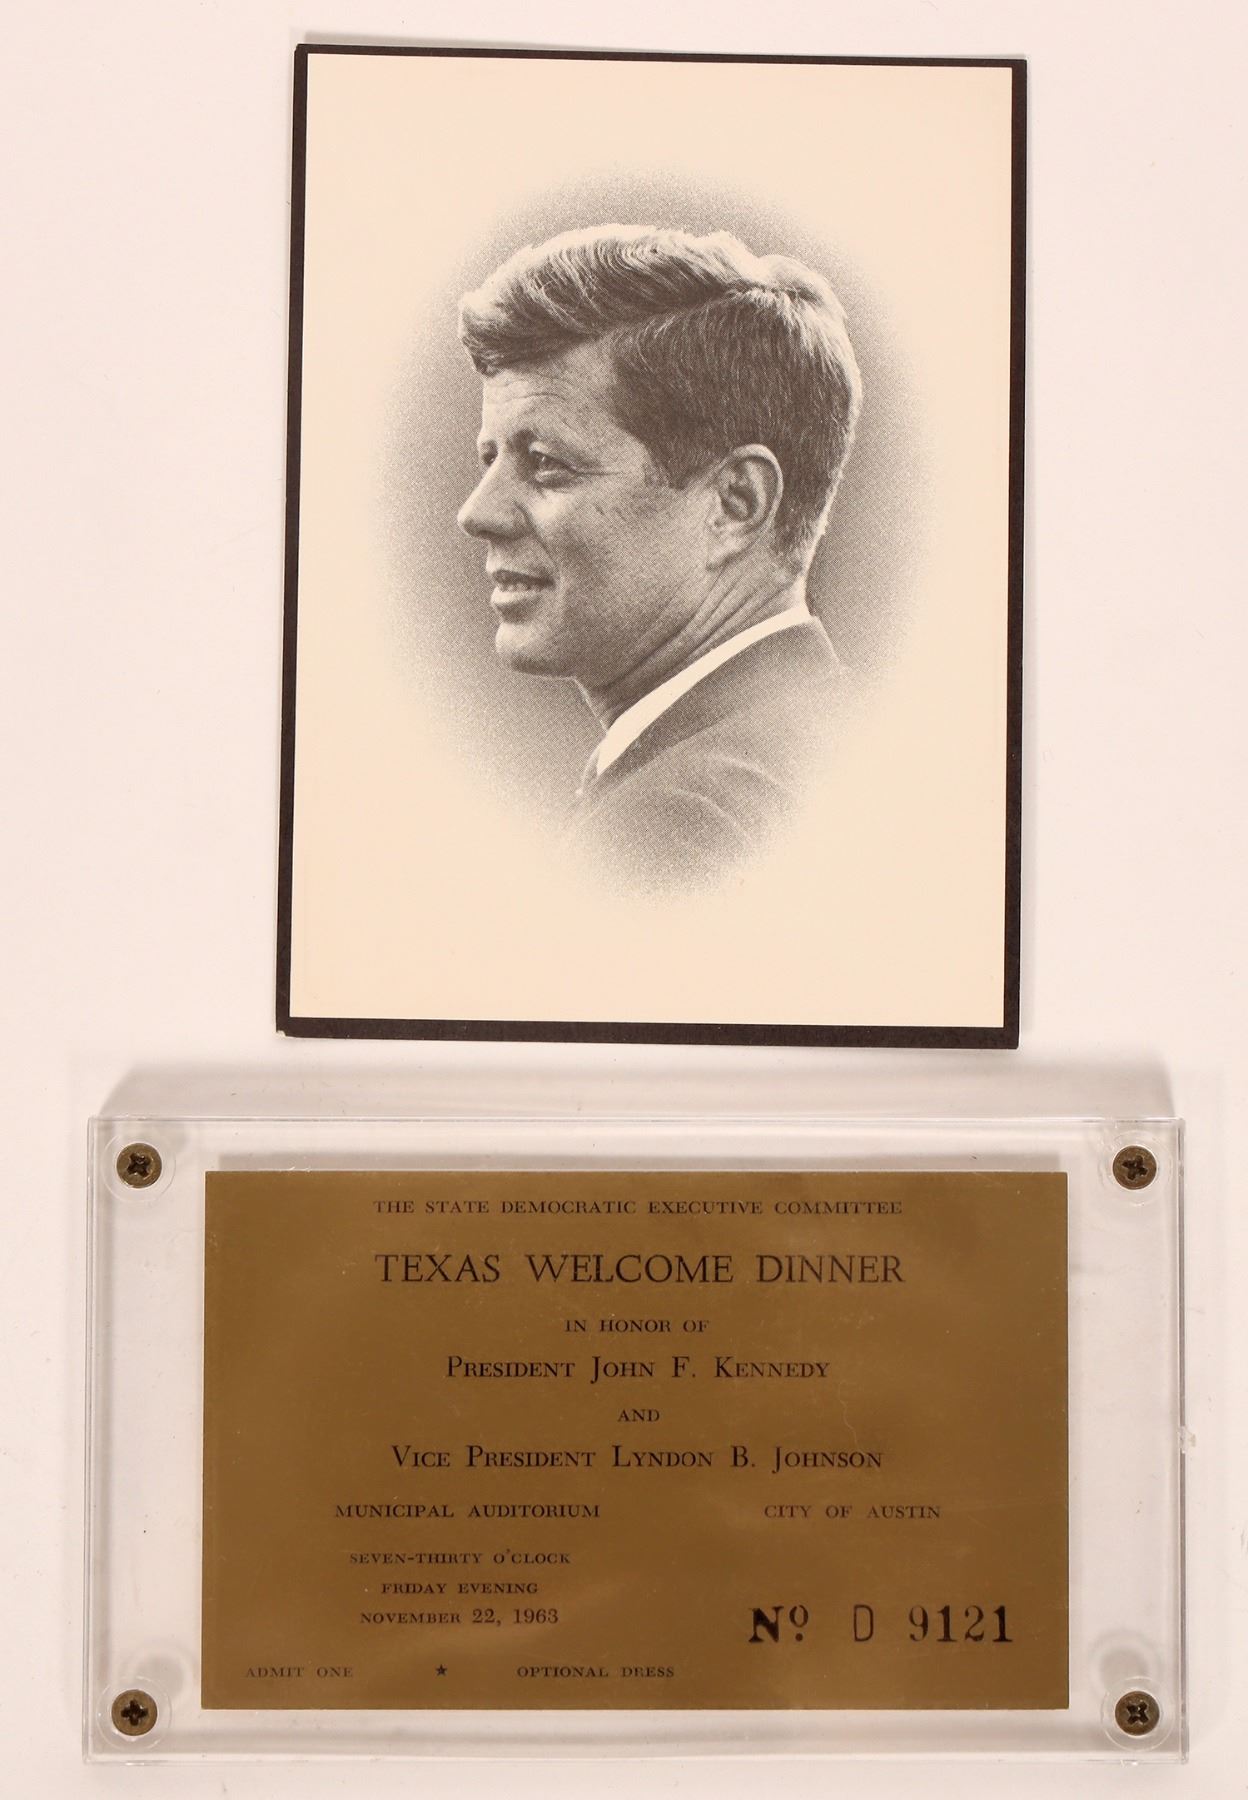 THE STATE DEMOCRATIC EXECUTIVE COMMITTEE
TEXAS WELCOME DINNER
IN HONOR OF
PRESIDENT JOHN F. KENNEDY
AND
VICE PRESIDENT LYNDON B. JOHNSON
MUNICIPAL AUDITORIUM CITY OF AUSTIN
SEVEN-THIRTY O'CLOCK
FRIDAY EVENING
NOVEMBER 22, 1963
Nº D 9121
ADMIT ONE ★ OPTIONAL DRESS